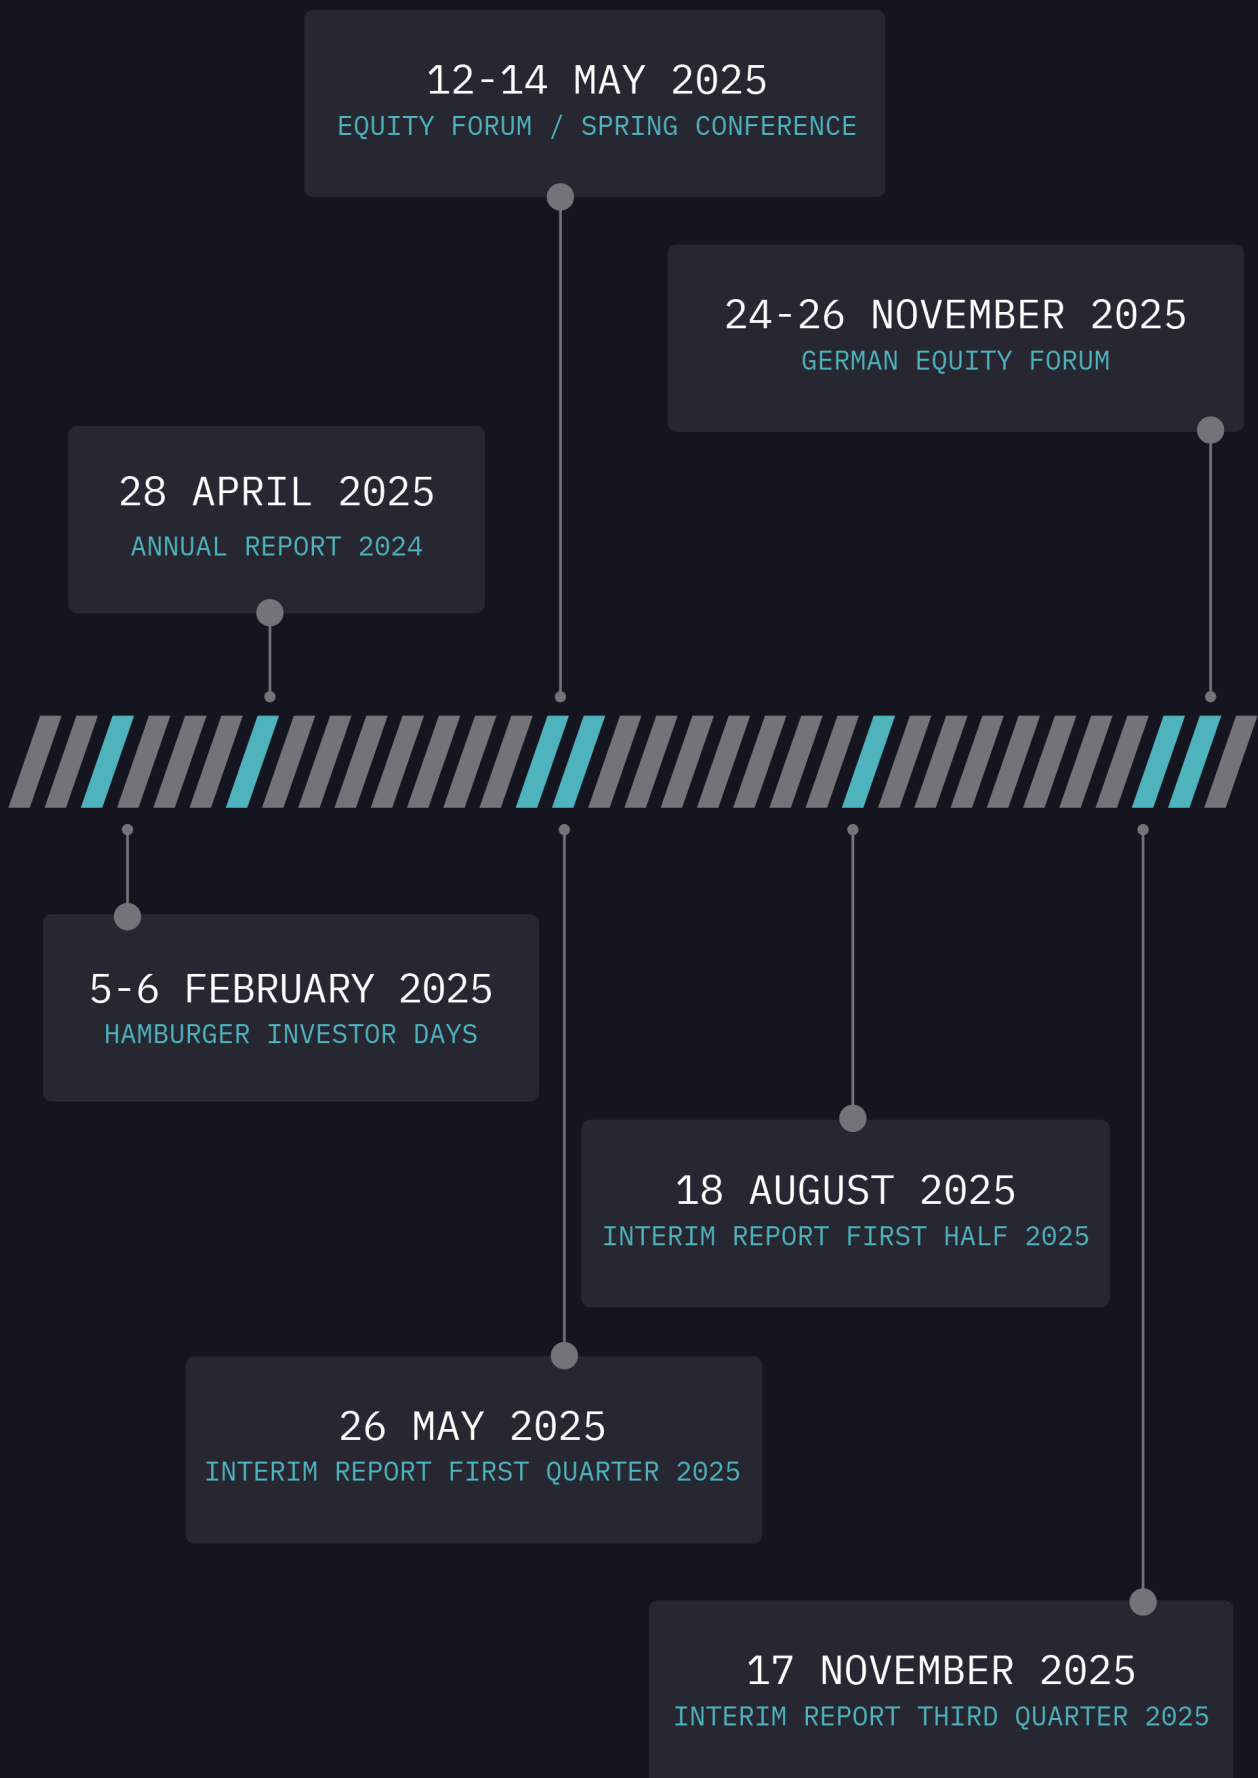 12-14 MAY 2025
EQUITY FORUM / SPRING CONFERENCE
24-26 NOVEMBER 2025
GERMAN EQUITY FORUM
28 APRIL 2025
ANNUAL REPORT 2024
5-6 FEBRUARY 2025
HAMBURGER INVESTOR DAYS
18 AUGUST 2025
INTERIM REPORT FIRST HALF 2025
26 MAY 2025
INTERIM REPORT FIRST QUARTER 2025
17 NOVEMBER 2025
INTERIM REPORT THIRD QUARTER 2025